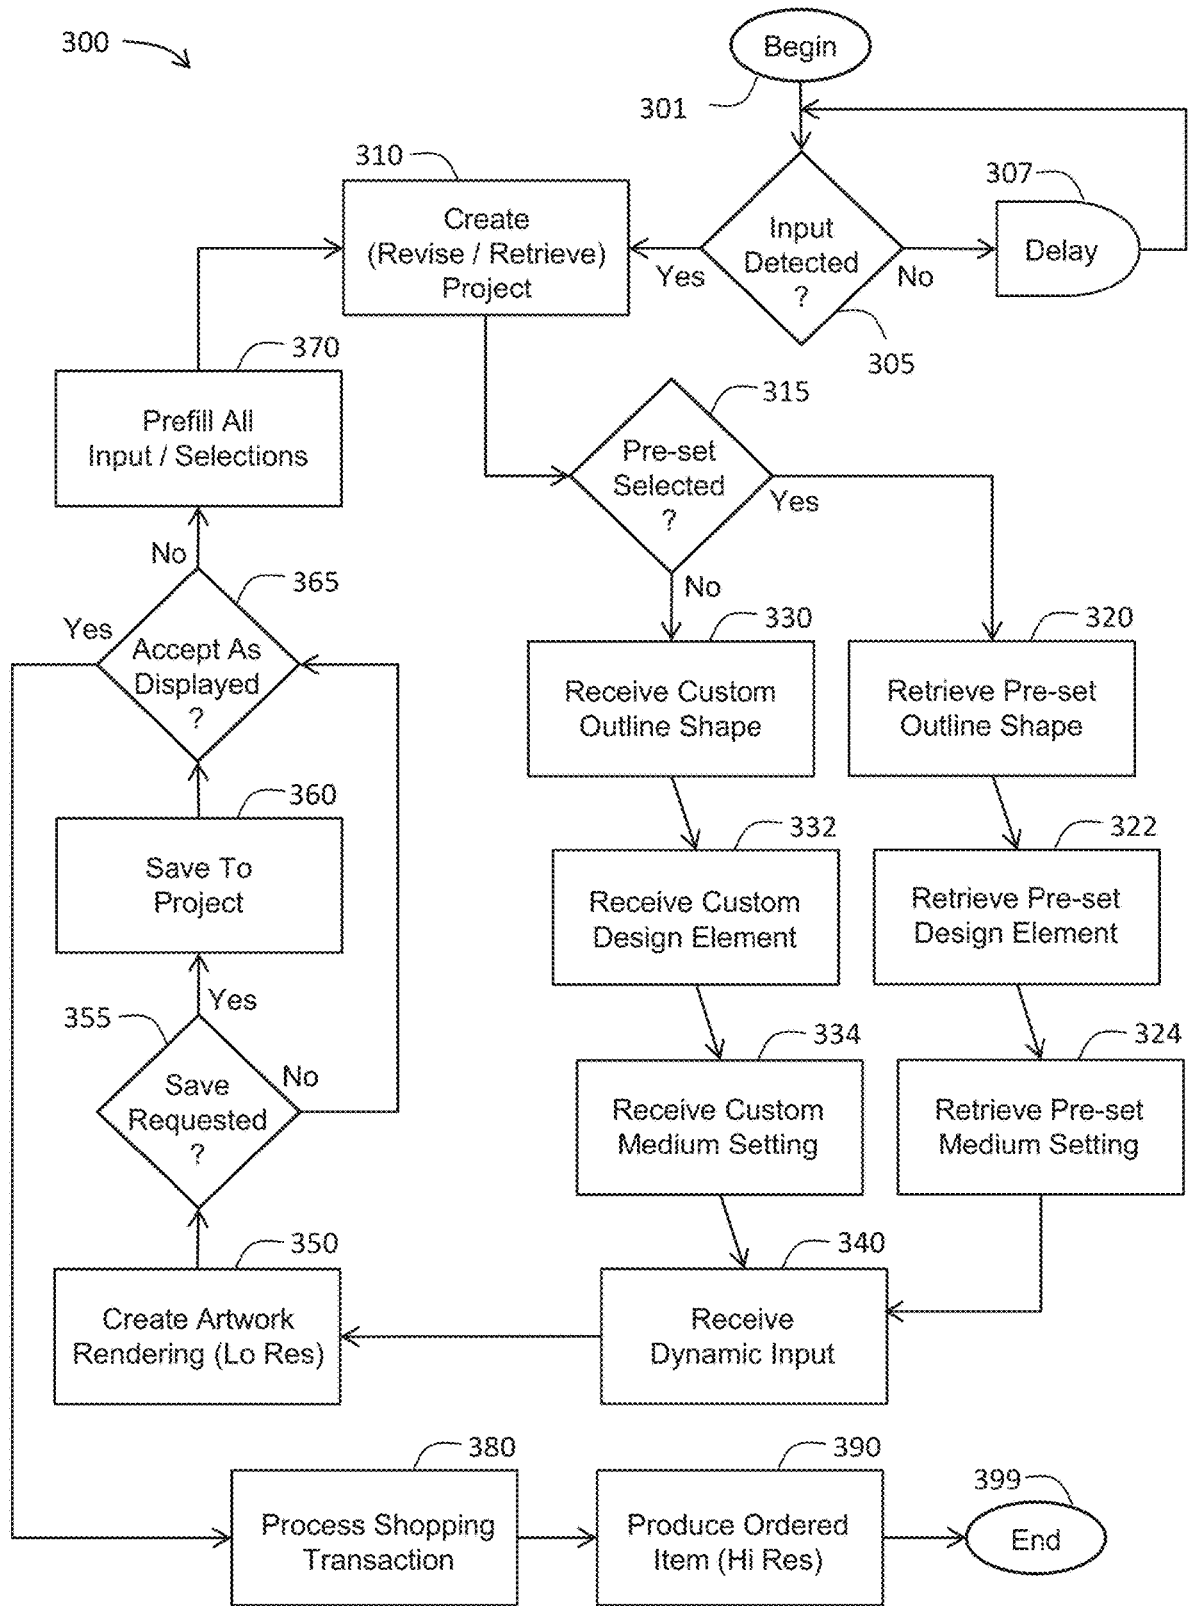 300
Begin
301
310
307
Create
(Revise / Retrieve)
Project
Input
Detected
?
Yes
No
Delay
305
370
315
Prefill All
Input / Selections
Pre-set
Selected
?
Yes
No
No
365
Yes
Accept As
Displayed
?
330
320
Receive Custom
Outline Shape
Retrieve Pre-set
Outline Shape
360
332
322
Save To
Project
Receive Custom
Design Element
Retrieve Pre-set
Design Element
Yes
355
No
Save
Requested
?
334
324
Receive Custom
Medium Setting
Retrieve Pre-set
Medium Setting
350
340
Create Artwork
Rendering (Lo Res)
Receive
Dynamic Input
380
390
399
Process Shopping
Transaction
Produce Ordered
Item (Hi Res)
End